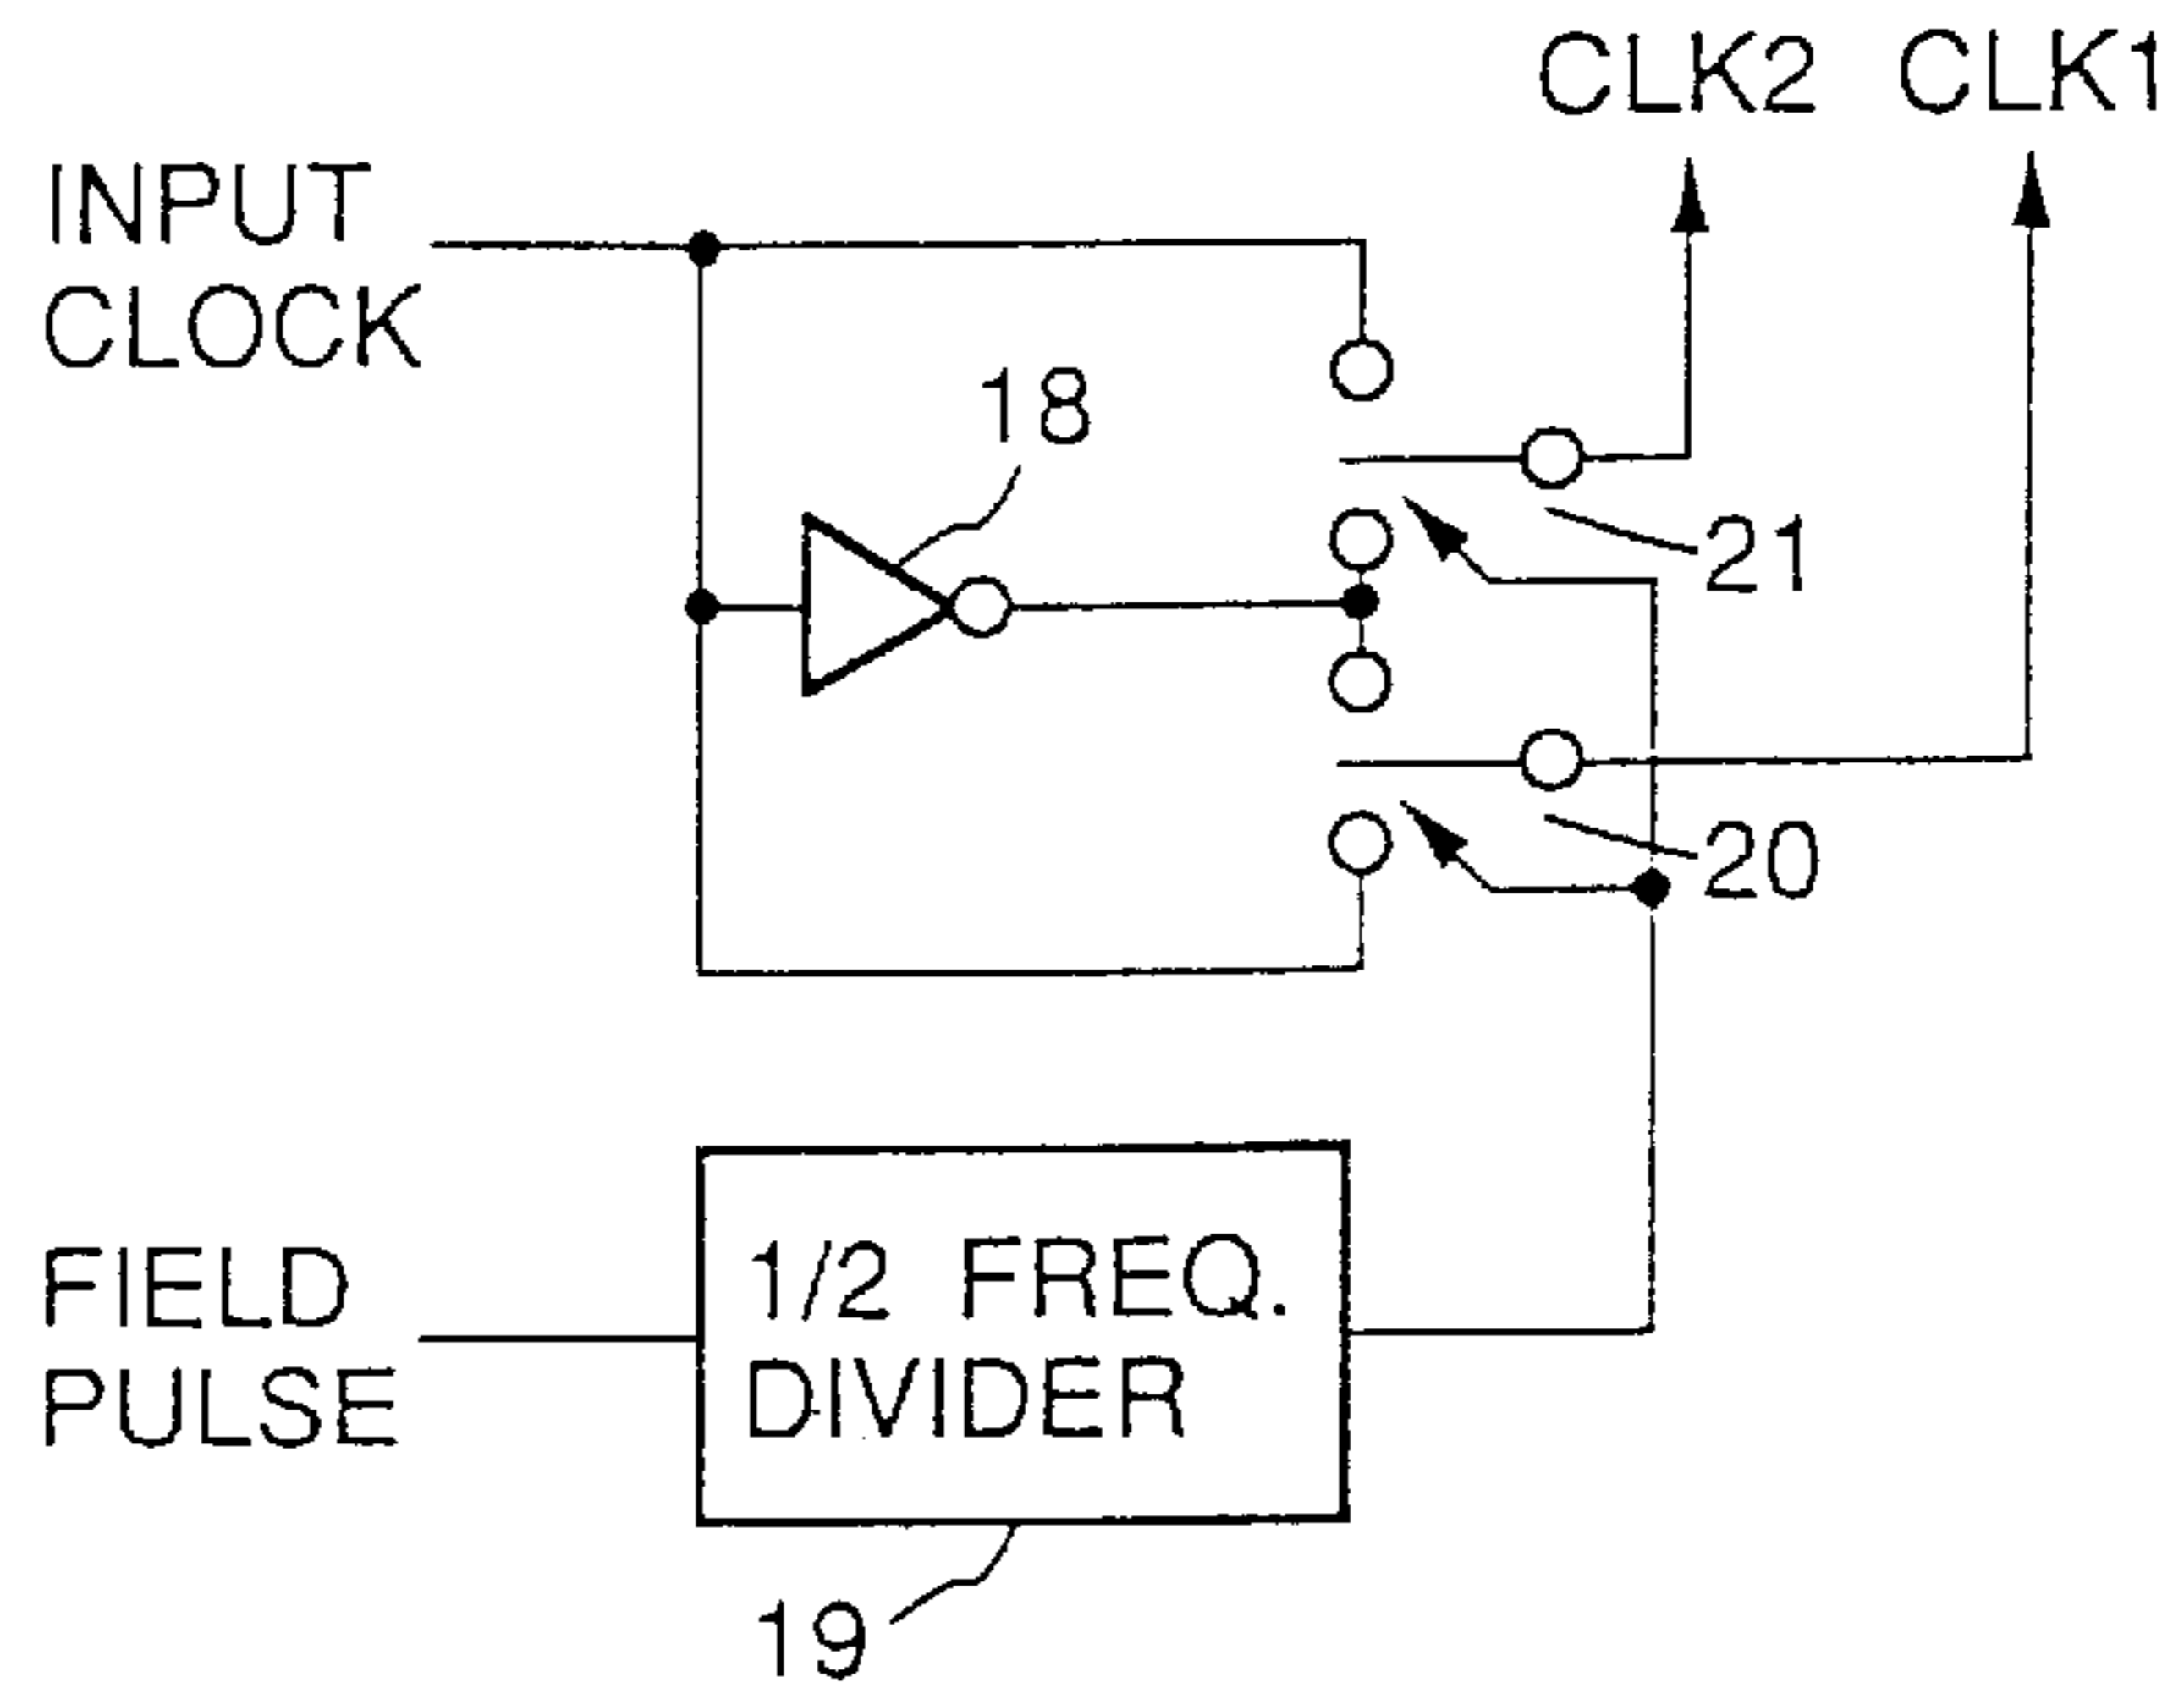 CLK2 CLK1
INPUT
CLOCK
18
21
20
FIELD
PULSE
1/2 FREQ.
DIVIDER
19